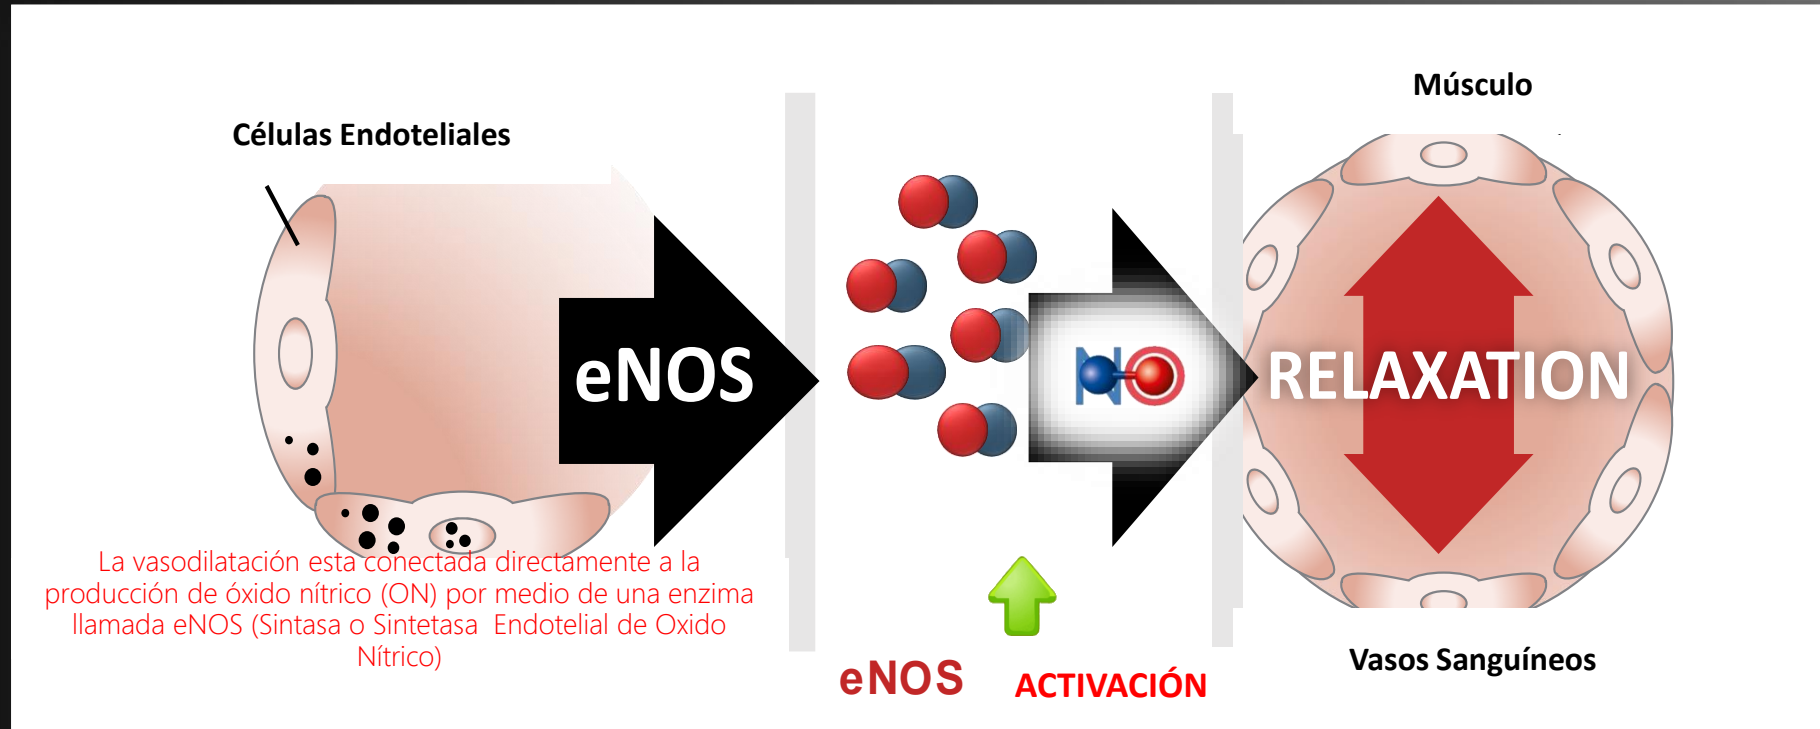 Células Endoteliales
eNOS
La vasodilatación esta conectada directamente a la
producción de óxido nítrico (ON) por medio de una enzima
llamada eNOS (Sintasa o Sintetasa  Endotelial de Oxido
Nítrico)
NO
eNOS
ACTIVACIÓN
Músculo
RELAXATION
Vasos Sanguíneos